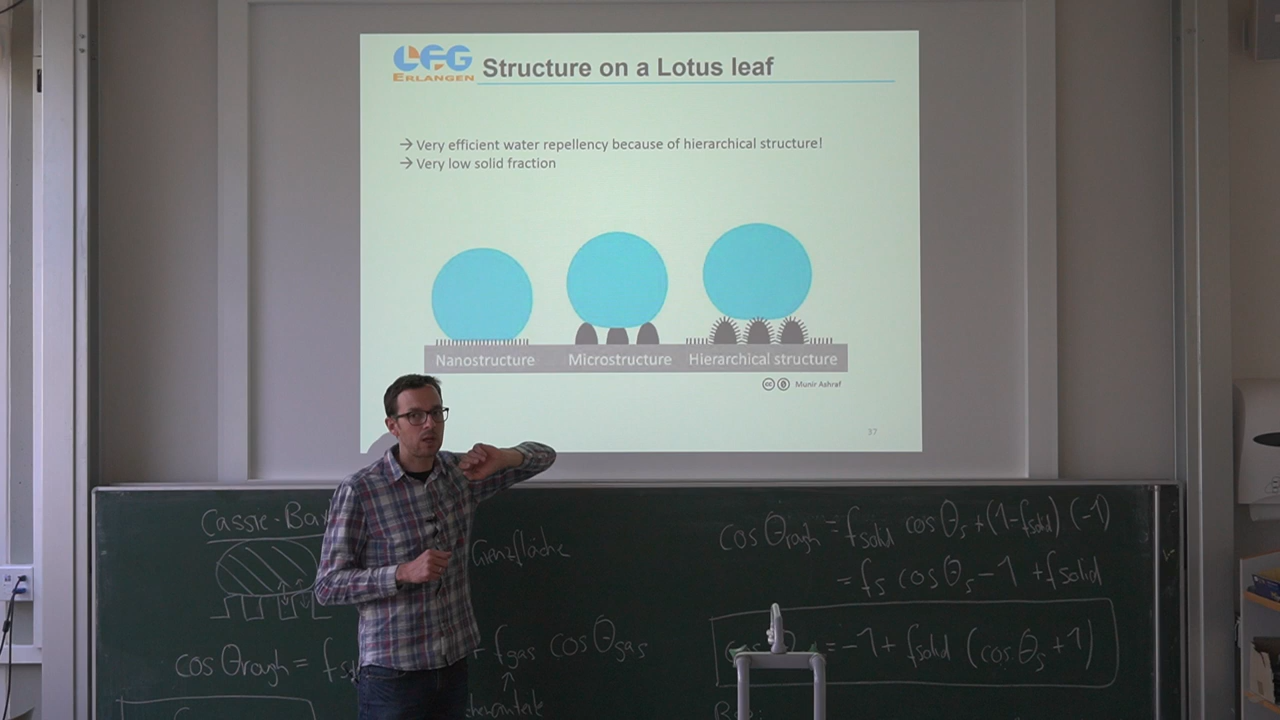 LFG
ERLANGEN
Structure on a Lotus leaf
→ Very efficient water repellency because of hierarchical structure!
→ Very low solid fraction
Nanostructure Microstructure Hierarchical structure
cc Munir Ashraf
37
Cassie-Bax
Grenzfläche
cos θrough = fs
+ fgas cos θgas
cos θrough = fsolid cos θs + (1-fsolid) (-1)
= fs cos θs - 1 + fsolid
= -1 + fsolid (cos θs + 1)